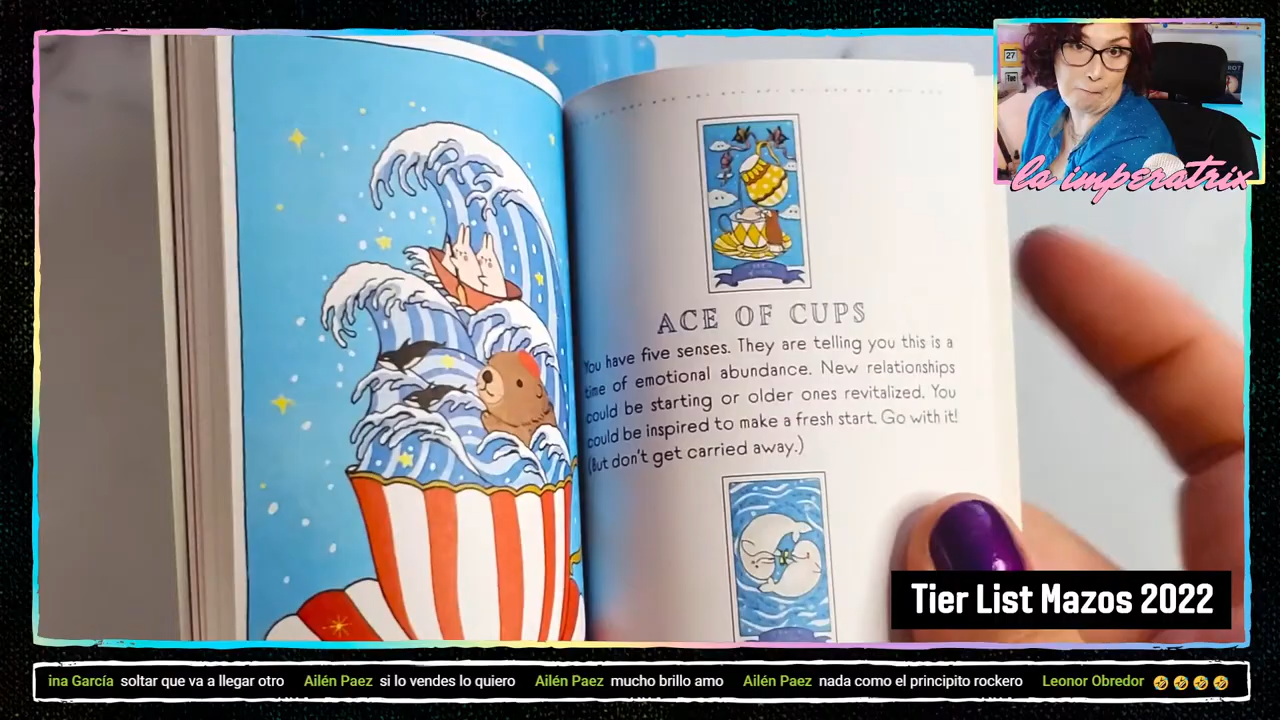 27
Tue
la imperatrix
ACE OF CUPS
You have five senses. They are telling you this is a
time of emotional abundance. New relationships
could be starting or older ones revitalized. You
could be inspired to make a fresh start. Go with it!
(But don't get carried away.)
Tier List Mazos 2022
ina García soltar que va a llegar otro Ailén Paez si lo vendes lo quiero Ailén Paez mucho brillo amo Ailén Paez nada como el principito rockero Leonor Obredor 🤣🤣🤣🤣